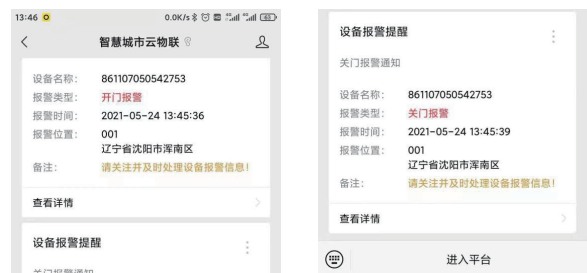 13:46
0.0K/s
63
智慧城市云物联
设备名称: 861107050542753
报警类型: 开门报警
报警时间: 2021-05-24 13:45:36
报警位置: 001
辽宁省沈阳市浑南区
备注: 请关注并及时处理设备报警信息!
查看详情
设备报警提醒
关门报警通知
设备报警提醒
关门报警通知
设备名称: 861107050542753
报警类型: 关门报警
报警时间: 2021-05-24 13:45:39
报警位置: 001
辽宁省沈阳市浑南区
备注: 请关注并及时处理设备报警信息!
查看详情
进入平台